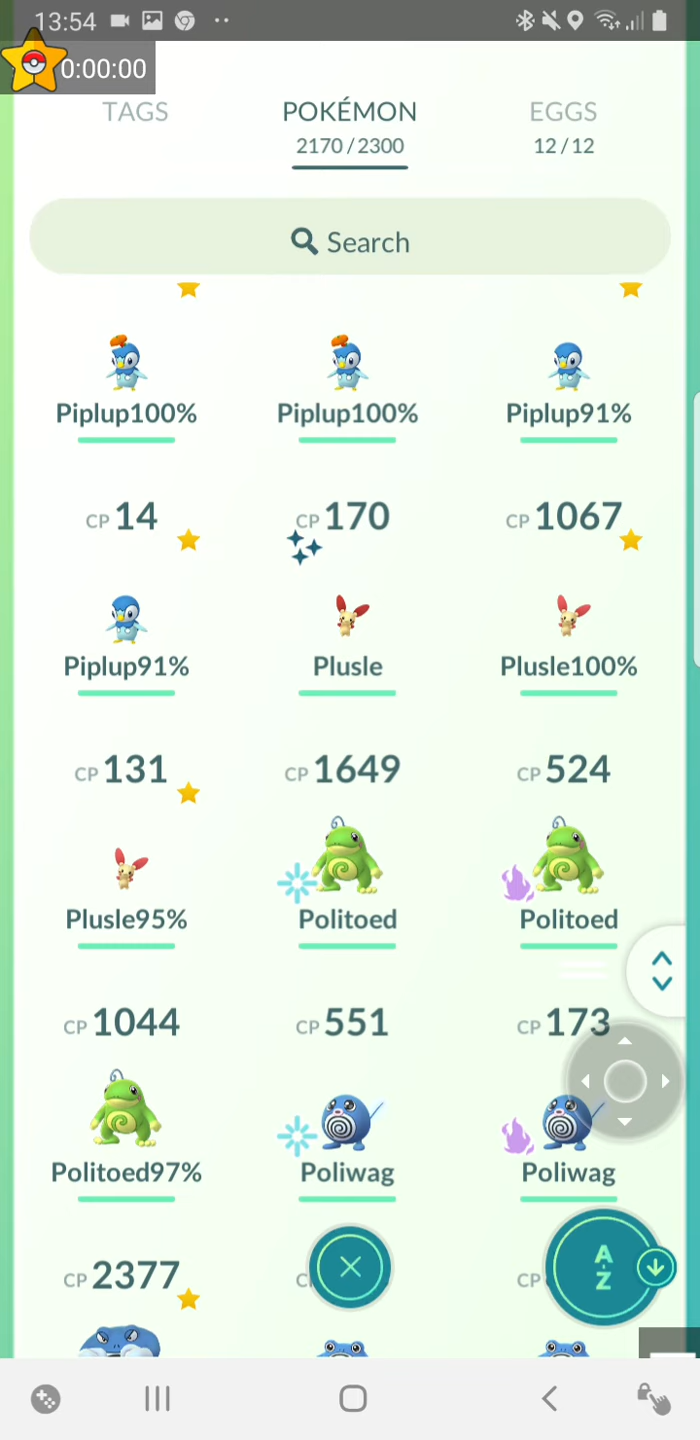 13:54
0:00:00
TAGS POKÉMON EGGS
2170/2300 12/12
Search
Piplup100% Piplup100% Piplup91%
CP 14 CP 170 CP 1067
Piplup91% Plusle Plusle100%
CP 131 CP 1649 CP 524
Plusle95% Politoed Politoed
CP 1044 CP 551 CP 173
Politoed97% Poliwag Poliwag
CP 2377 CP
A-Z